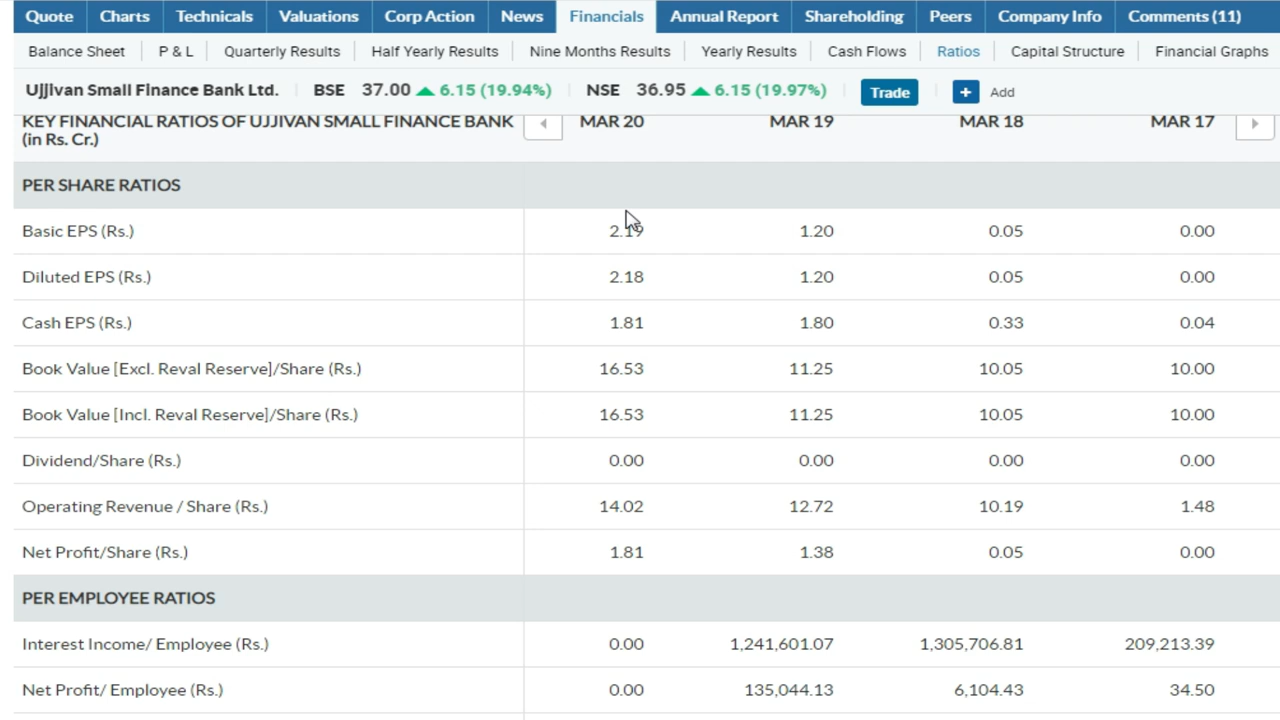 Quote Charts Technicals Valuations Corp Action News Financials Annual Report Shareholding Peers Company Info Comments (11)
Balance Sheet P & L Quarterly Results Half Yearly Results Nine Months Results Yearly Results Cash Flows Ratios Capital Structure Financial Graphs
Ujjivan Small Finance Bank Ltd. BSE 37.00 6.15 (19.94%) NSE 36.95 6.15 (19.97%) Trade + Add
KEY FINANCIAL RATIOS OF UJJIVAN SMALL FINANCE BANK MAR 20 MAR 19 MAR 18 MAR 17
(in Rs. Cr.)
PER SHARE RATIOS
Basic EPS (Rs.) 2.19 1.20 0.05 0.00
Diluted EPS (Rs.) 2.18 1.20 0.05 0.00
Cash EPS (Rs.) 1.81 1.80 0.33 0.04
Book Value [Excl. Reval Reserve]/Share (Rs.) 16.53 11.25 10.05 10.00
Book Value [Incl. Reval Reserve]/Share (Rs.) 16.53 11.25 10.05 10.00
Dividend/Share (Rs.) 0.00 0.00 0.00 0.00
Operating Revenue / Share (Rs.) 14.02 12.72 10.19 1.48
Net Profit/Share (Rs.) 1.81 1.38 0.05 0.00
PER EMPLOYEE RATIOS
Interest Income/ Employee (Rs.) 0.00 1,241,601.07 1,305,706.81 209,213.39
Net Profit/ Employee (Rs.) 0.00 135,044.13 6,104.43 34.50